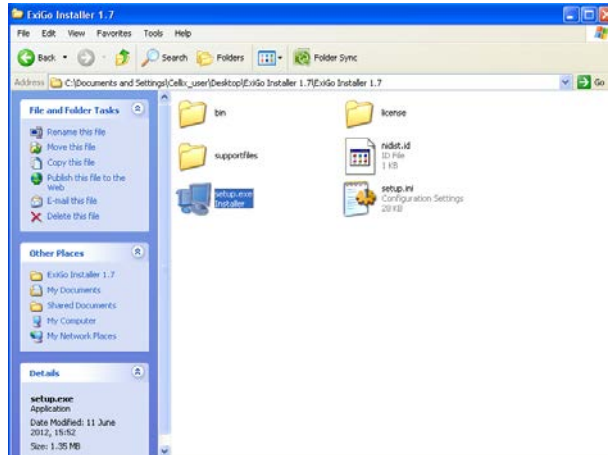 ExiGo Installer 1.7
File Edit View Favorites Tools Help
Back Search Folders Folder Sync
Address C:\Documents and Settings\Cellix_user\Desktop\ExiGo Installer 1.7\ExiGo Installer 1.7 Go
File and Folder Tasks
Rename this file
Move this file
Copy this file
Publish this file to the
Web
E-mail this file
Delete this file
Other Places
ExiGo Installer 1.7
My Documents
Shared Documents
My Computer
My Network Places
Details
setup.exe
Application
Date Modified: 11 June
2012, 15:52
Size: 1.35 MB
bin
license
supportfiles
nidist.id
ID File
1 KB
setup.exe
Installer
setup.ini
Configuration Settings
28 KB